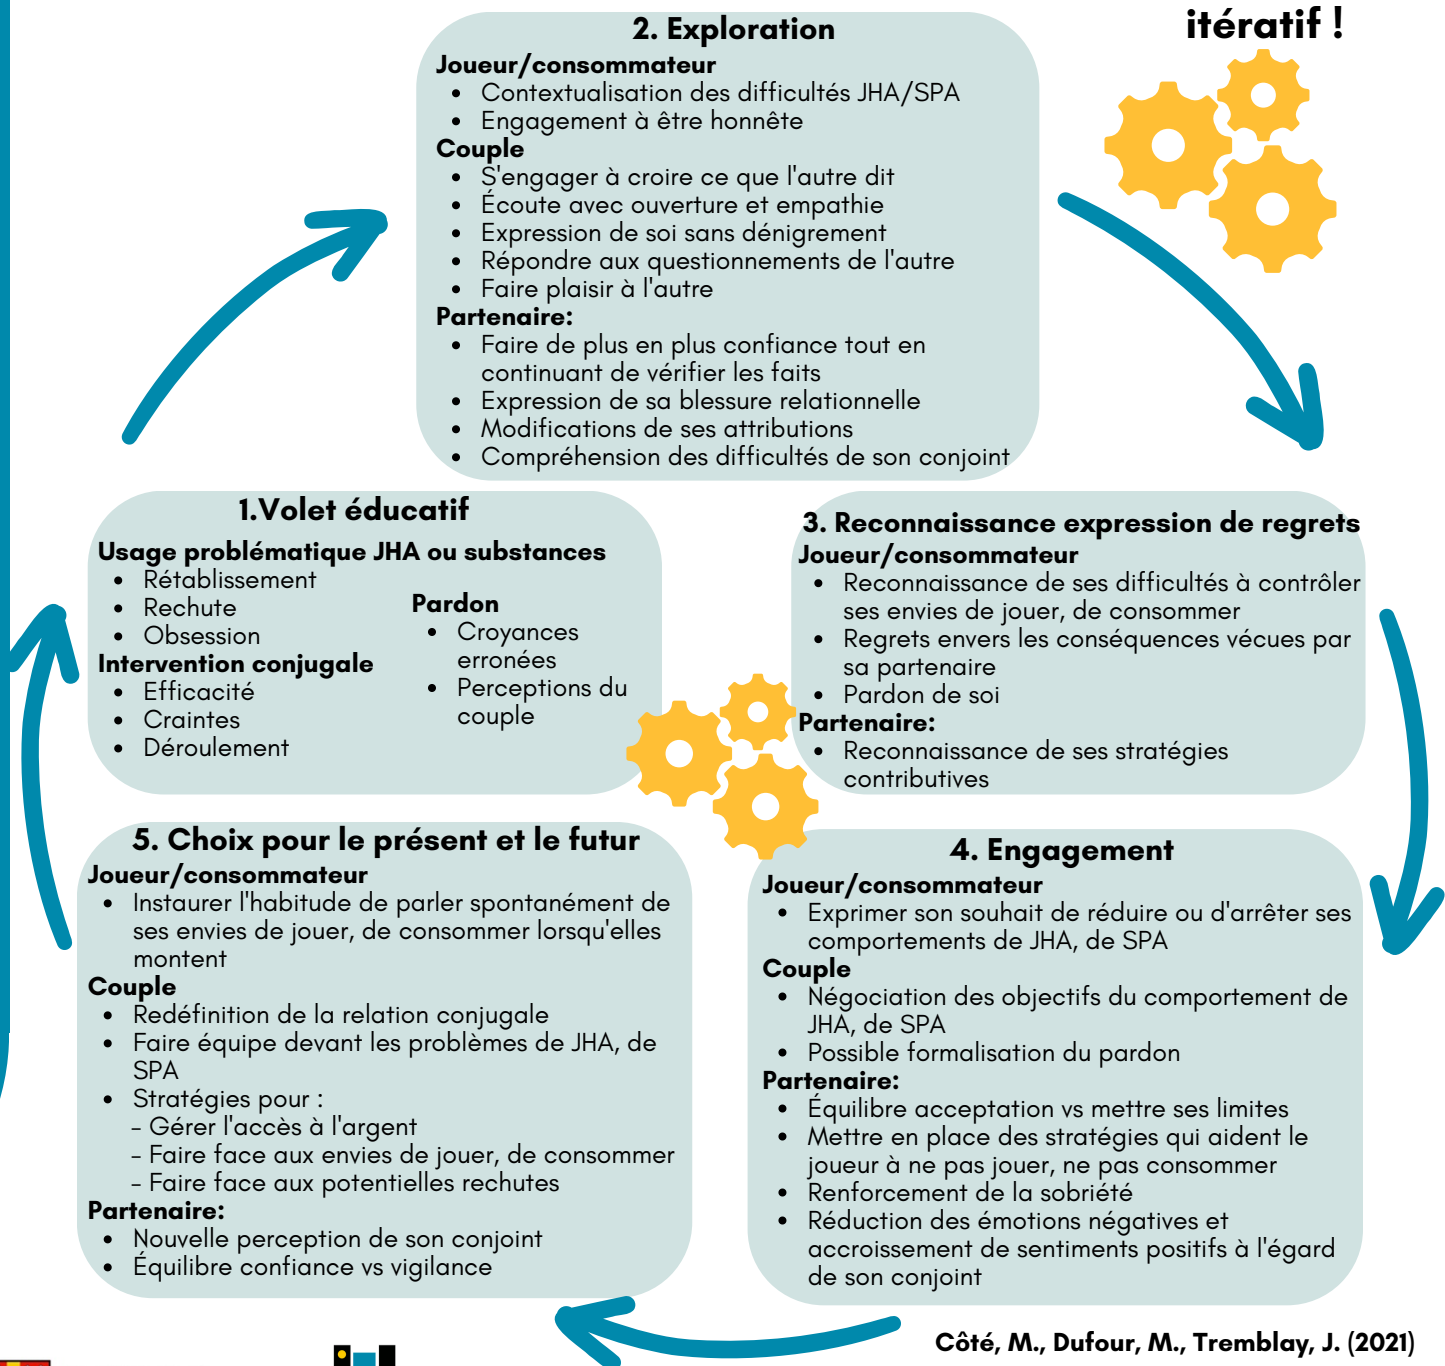 itératif !
2. Exploration
Joueur/consommateur
• Contextualisation des difficultés JHA/SPA
• Engagement à être honnête
Couple
• S'engager à croire ce que l'autre dit
• Écoute avec ouverture et empathie
• Expression de soi sans dénigrement
• Répondre aux questionnements de l'autre
• Faire plaisir à l'autre
Partenaire:
• Faire de plus en plus confiance tout en
continuant de vérifier les faits
• Expression de sa blessure relationnelle
• Modifications de ses attributions
• Compréhension des difficultés de son conjoint
1.Volet éducatif
Usage problématique JHA ou substances
• Rétablissement
• Rechute
• Obsession
Intervention conjugale
• Efficacité
• Craintes
• Déroulement
Pardon
• Croyances
erronées
• Perceptions du
couple
3. Reconnaissance expression de regrets
Joueur/consommateur
• Reconnaissance de ses difficultés à contrôler
ses envies de jouer, de consommer
• Regrets envers les conséquences vécues par
sa partenaire
• Pardon de soi
Partenaire:
• Reconnaissance de ses stratégies
contributives
4. Engagement
Joueur/consommateur
• Exprimer son souhait de réduire ou d'arrêter ses
comportements de JHA, de SPA
Couple
• Négociation des objectifs du comportement de
JHA, de SPA
• Possible formalisation du pardon
Partenaire:
• Équilibre acceptation vs mettre ses limites
• Mettre en place des stratégies qui aident le
joueur à ne pas jouer, ne pas consommer
• Renforcement de la sobriété
• Réduction des émotions négatives et
accroissement de sentiments positifs à l'égard
de son conjoint
5. Choix pour le présent et le futur
Joueur/consommateur
• Instaurer l'habitude de parler spontanément de
ses envies de jouer, de consommer lorsqu'elles
montent
Couple
• Redéfinition de la relation conjugale
• Faire équipe devant les problèmes de JHA, de
SPA
• Stratégies pour :
- Gérer l'accès à l'argent
- Faire face aux envies de jouer, de consommer
- Faire face aux potentielles rechutes
Partenaire:
• Nouvelle perception de son conjoint
• Équilibre confiance vs vigilance
Côté, M., Dufour, M., Tremblay, J. (2021)